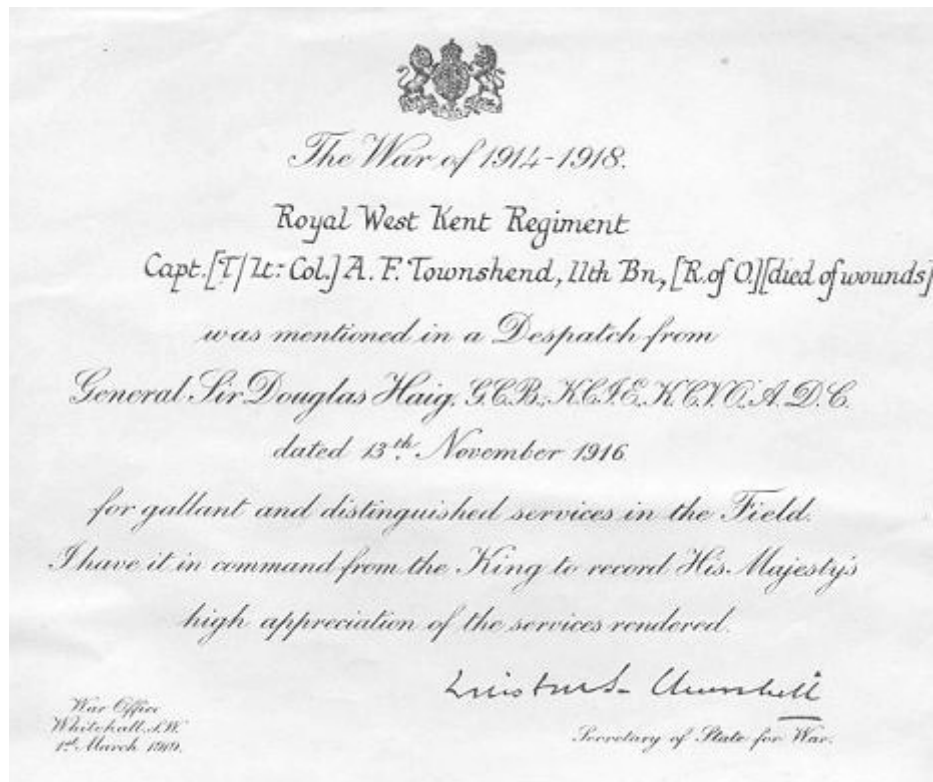 The War of 1914-1918.
Royal West Kent Regiment
Capt. [T/Lt: Col.] A. F. Townshend, 11th Bn, [R. of O.] [died of wounds]
was mentioned in a Despatch from
General Sir Douglas Haig, G.C.B., K.C.I.E., K.C.V.O., A.D.C.
dated 13th November 1916
for gallant and distinguished services in the Field.
I have it in command from the King to record His Majesty's
high appreciation of the services rendered.
Winston S. Churchill
War Office
Whitehall, S.W.
1st March 1919.
Secretary of State for War.